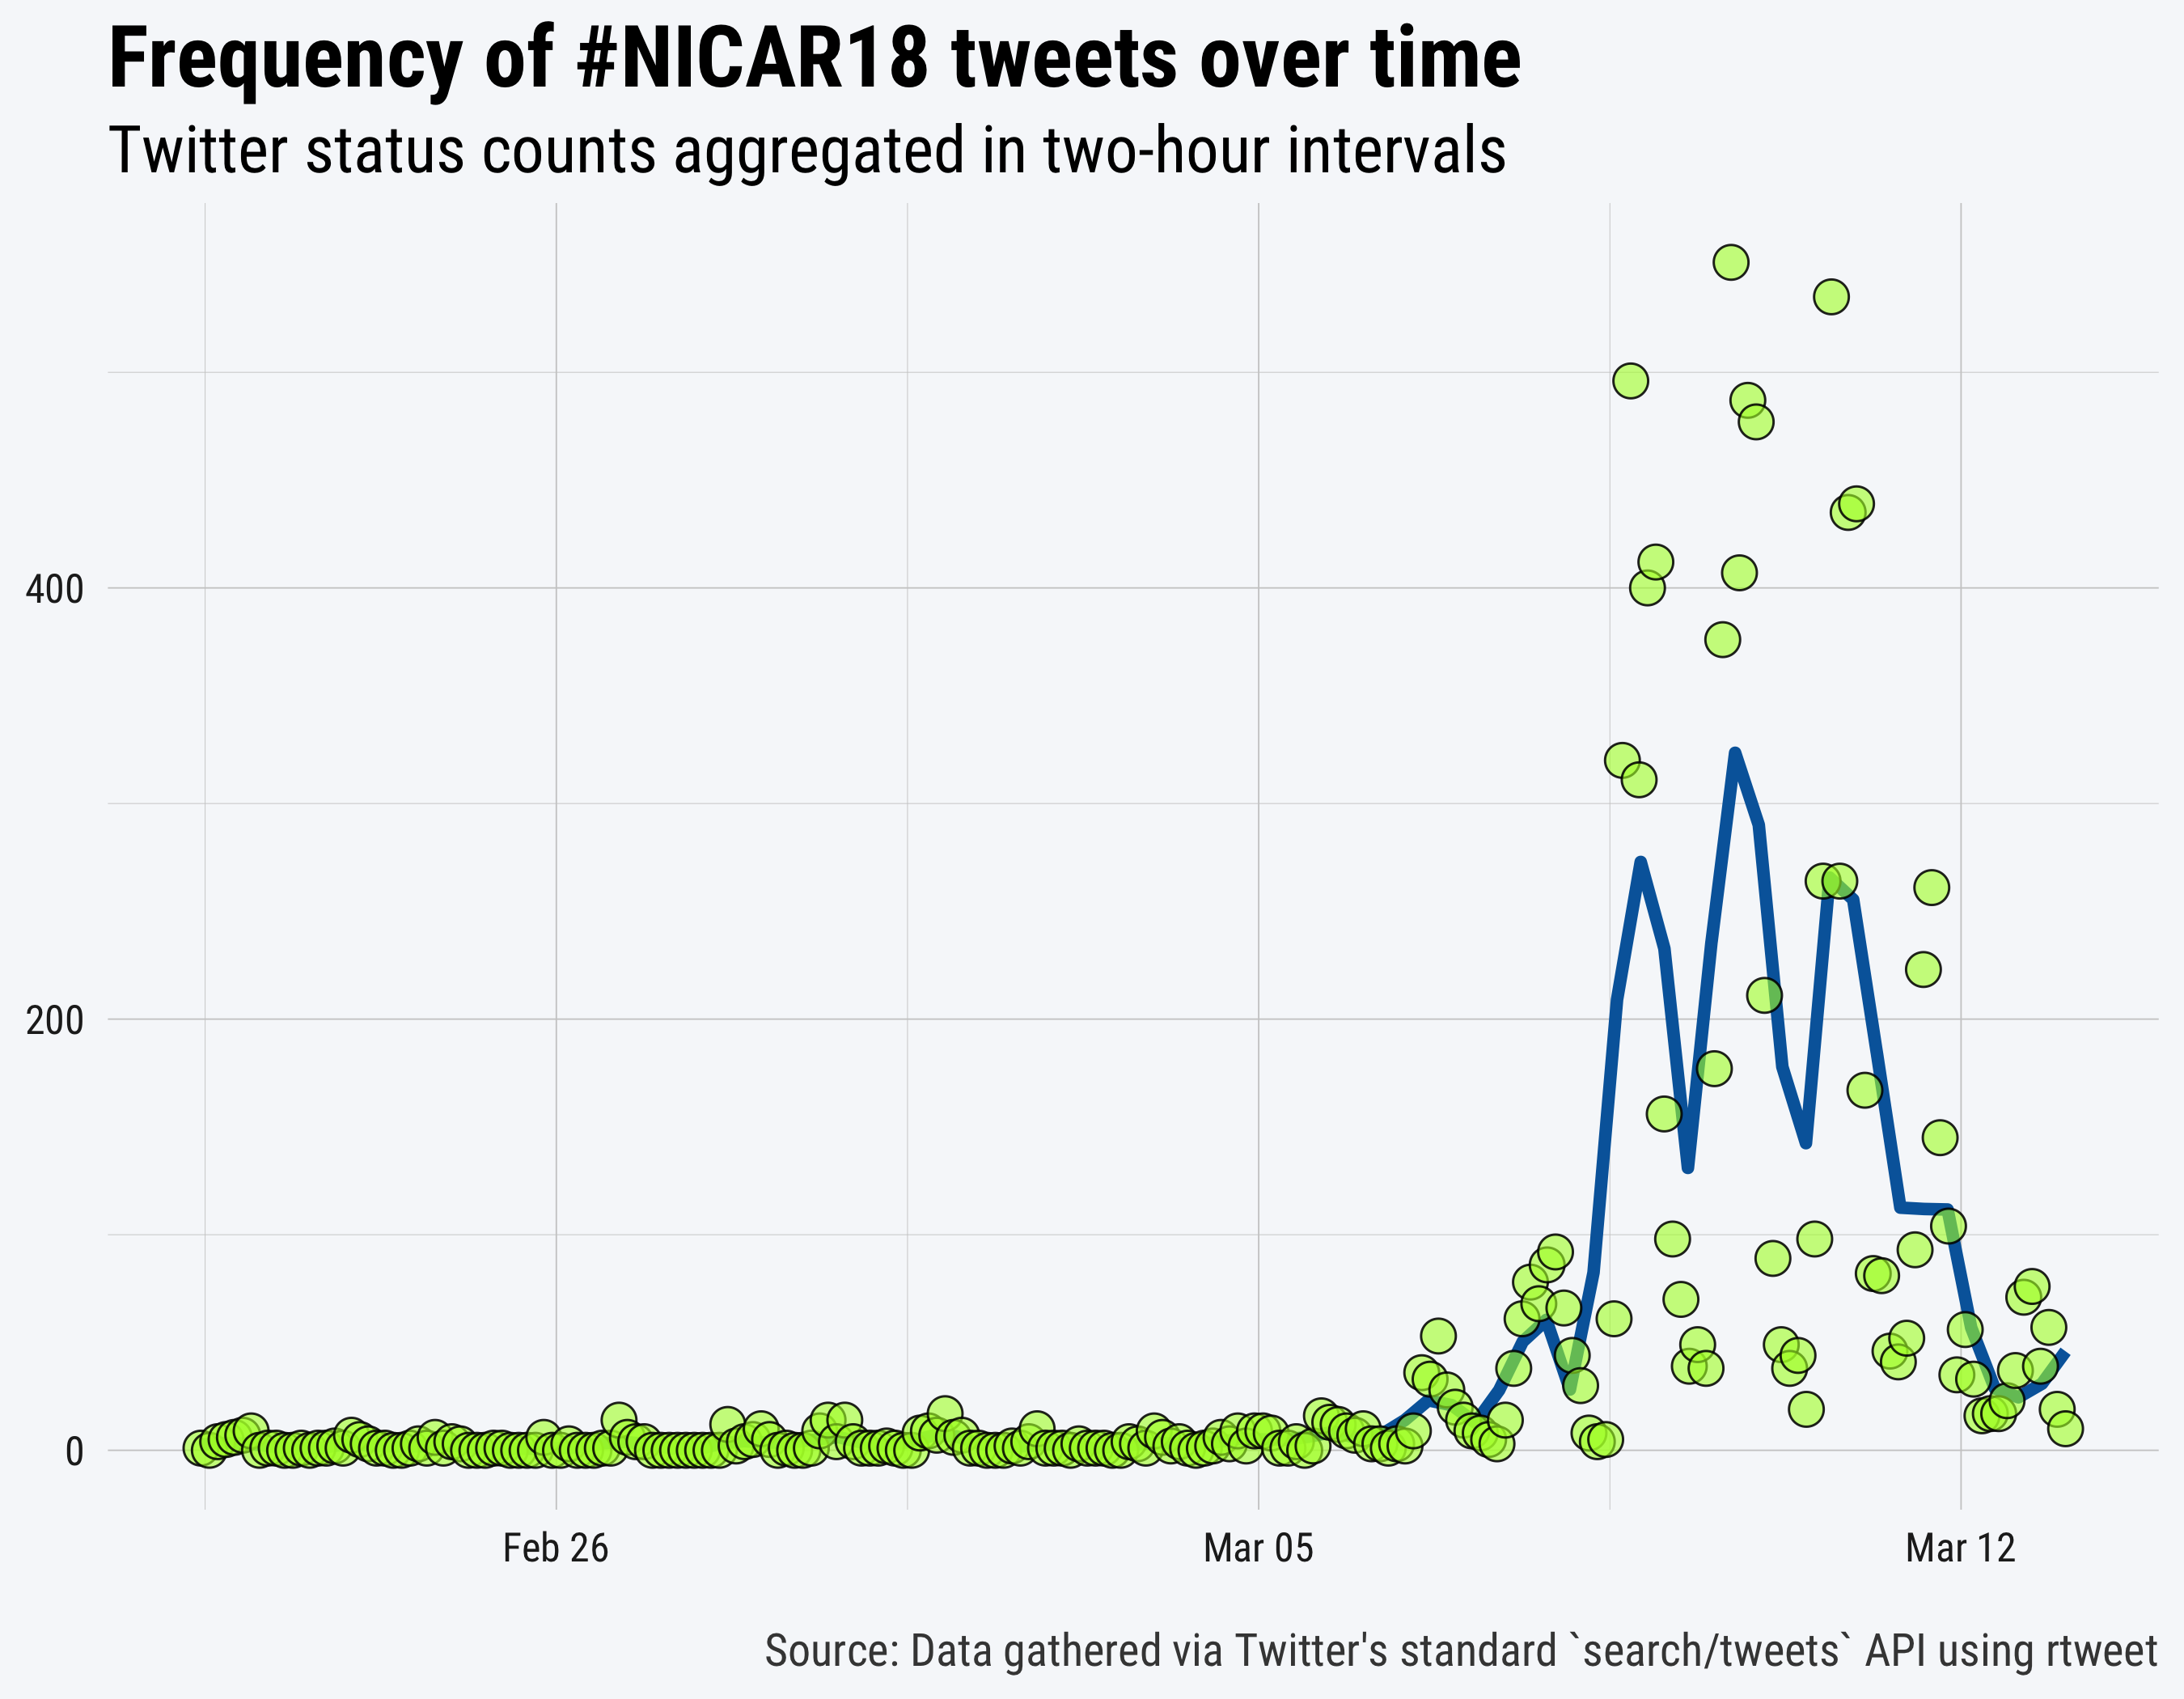 Frequency of #NICAR18 tweets over time
Twitter status counts aggregated in two-hour intervals
400
200
0
Feb 26
Mar 05
Mar 12
Source: Data gathered via Twitter's standard `search/tweets` API using rtweet